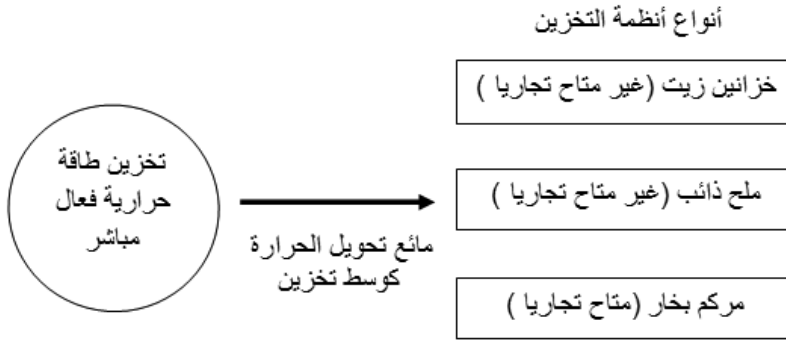 أنواع أنظمة التخزين
خزانين زيت (غير متاح تجاريا )
تخزين طاقة
حرارية فعال
مباشر
ملح ذائب (غير متاح تجاريا )
مائع تحويل الحرارة
كوسط تخزين
مركم بخار (متاح تجاريا )